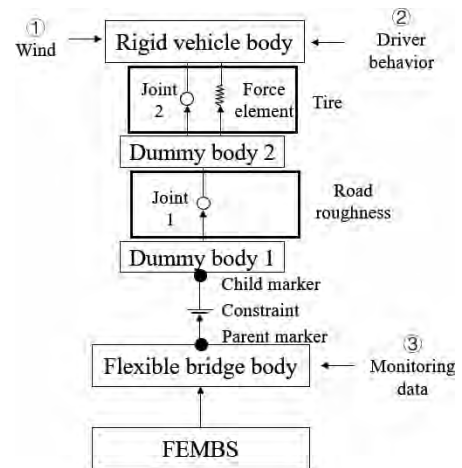 ①
Wind
Rigid vehicle body
②
Driver
behavior
Joint
2
Force
element
Tire
Dummy body 2
Joint
1
Road
roughness
Dummy body 1
Child marker
Constraint
Parent marker
Flexible bridge body
③
Monitoring
data
FEMBS